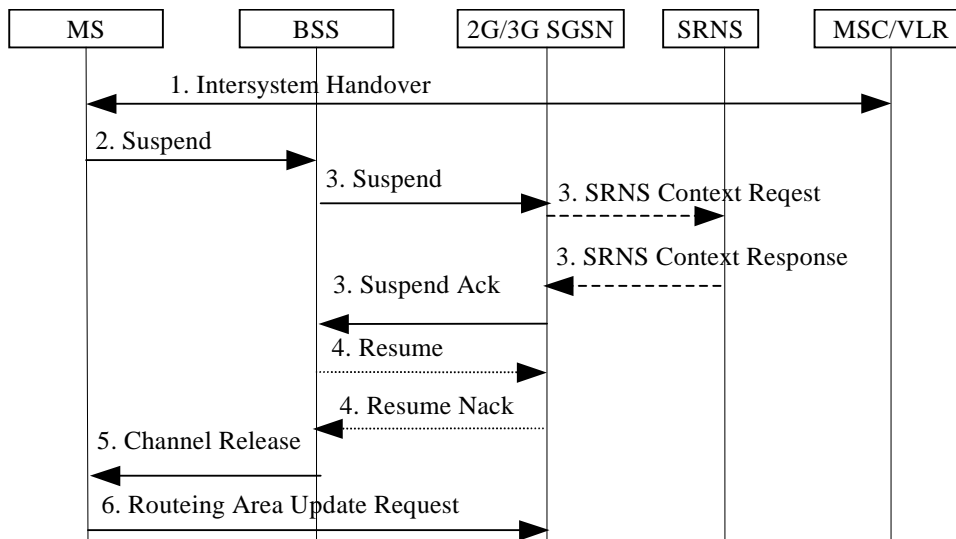 MS
BSS
2G/3G SGSN
SRNS
MSC/VLR
1. Intersystem Handover
2. Suspend
3. Suspend
3. SRNS Context Reqest
3. SRNS Context Response
3. Suspend Ack
4. Resume
4. Resume Nack
5. Channel Release
6. Routeing Area Update Request